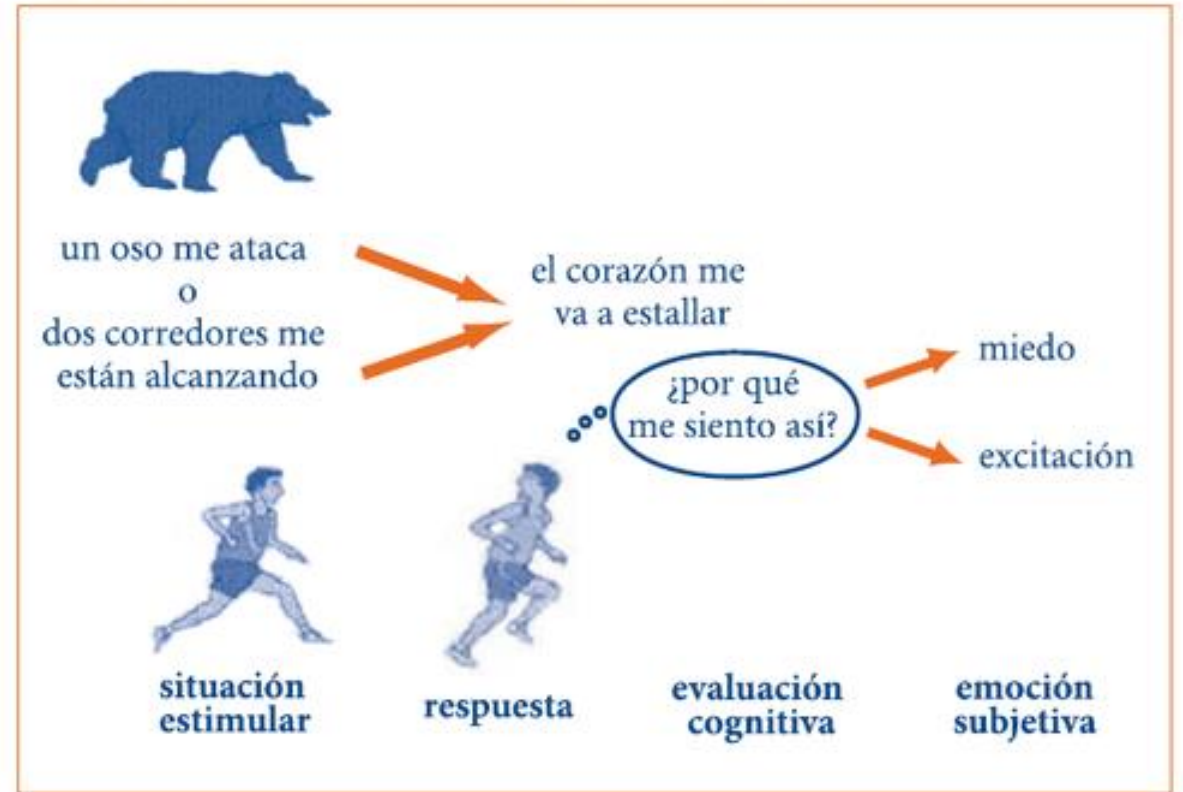 un oso me ataca
o
dos corredores me
están alcanzando
el corazón me
va a estallar
¿por qué
me siento así?
miedo
excitación
situación
estimular
respuesta
evaluación
cognitiva
emoción
subjetiva